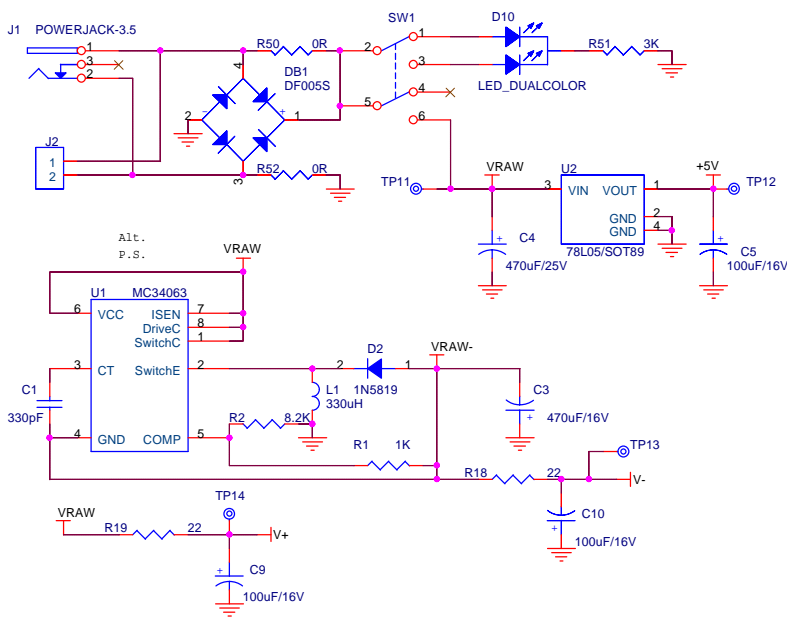 J1 POWERJACK-3.5
1
3
2
J2
1
2
R50 0R
DB1
DF005S
4
2
1
3
-
+
R52 0R
SW1
2
5
1
3
4
6
D10
LED_DUALCOLOR
R51 3K
TP11
VRAW
U2
3 VIN VOUT 1
GND 2
GND 4
78L05/SOT89
+5V
TP12
+
C4
470uF/25V
+
C5
100uF/16V
Alt.
P.S.
VRAW
U1 MC34063
6 VCC ISEN 7
DriveC 8
SwitchC 1
3 CT SwitchE 2
4 GND COMP 5
C1
330pF
L1
330uH
R2 8.2K
2 D2 1
1N5819
VRAW-
C3
+
470uF/16V
R1 1K
R18 22
TP13
V-
C10
+
100uF/16V
TP14
VRAW
R19 22
V+
+
C9
100uF/16V